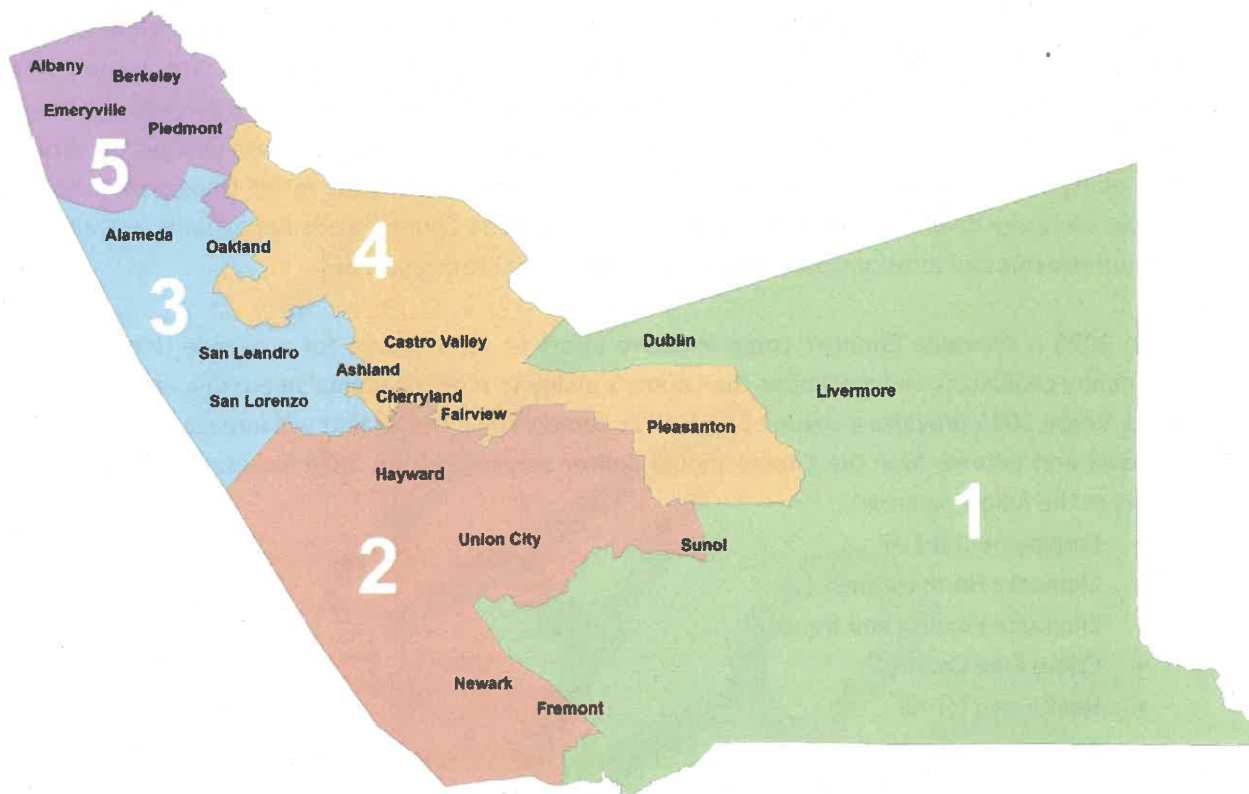 Albany
Berkeley
Emeryville
Piedmont
5
Alameda
Oakland
4
3
San Leandro
Castro Valley
Dublin
Ashland
Livermore
San Lorenzo
Cherryland
Fairview
Pleasanton
Hayward
1
Union City
Sunol
2
Newark
Fremont